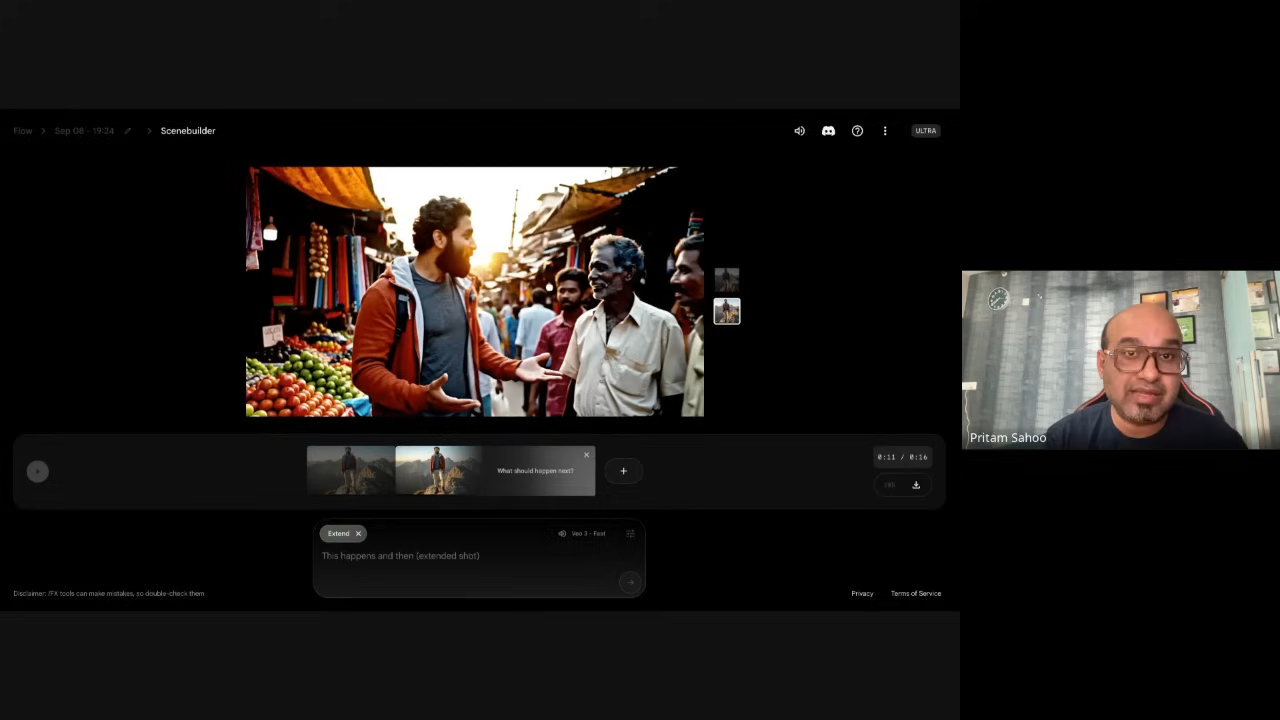 Flow > Sep 08 - 19:24 > Scenebuilder
ULTRA
What should happen next?
0:11 / 0:16
Extend
Veo 3 - Fast
This happens and then (extended shot)
Disclaimer: /FX tools can make mistakes, so double-check them
Privacy
Terms of Service
Pritam Sahoo